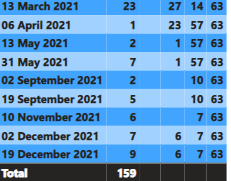 13 March 2021 23 27 14 63
06 April 2021 1 23 57 63
13 May 2021 2 1 57 63
31 May 2021 7 1 57 63
02 September 2021 2 10 63
19 September 2021 5 10 63
10 November 2021 6 7 63
02 December 2021 7 6 7 63
19 December 2021 9 6 7 63
Total 159